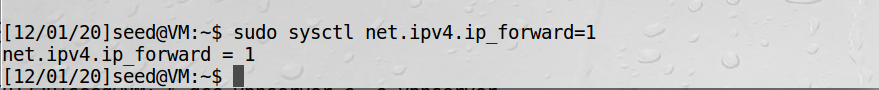 [12/01/20]seed@VM:~$ sudo sysctl net.ipv4.ip_forward=1
net.ipv4.ip_forward = 1
[12/01/20]seed@VM:~$